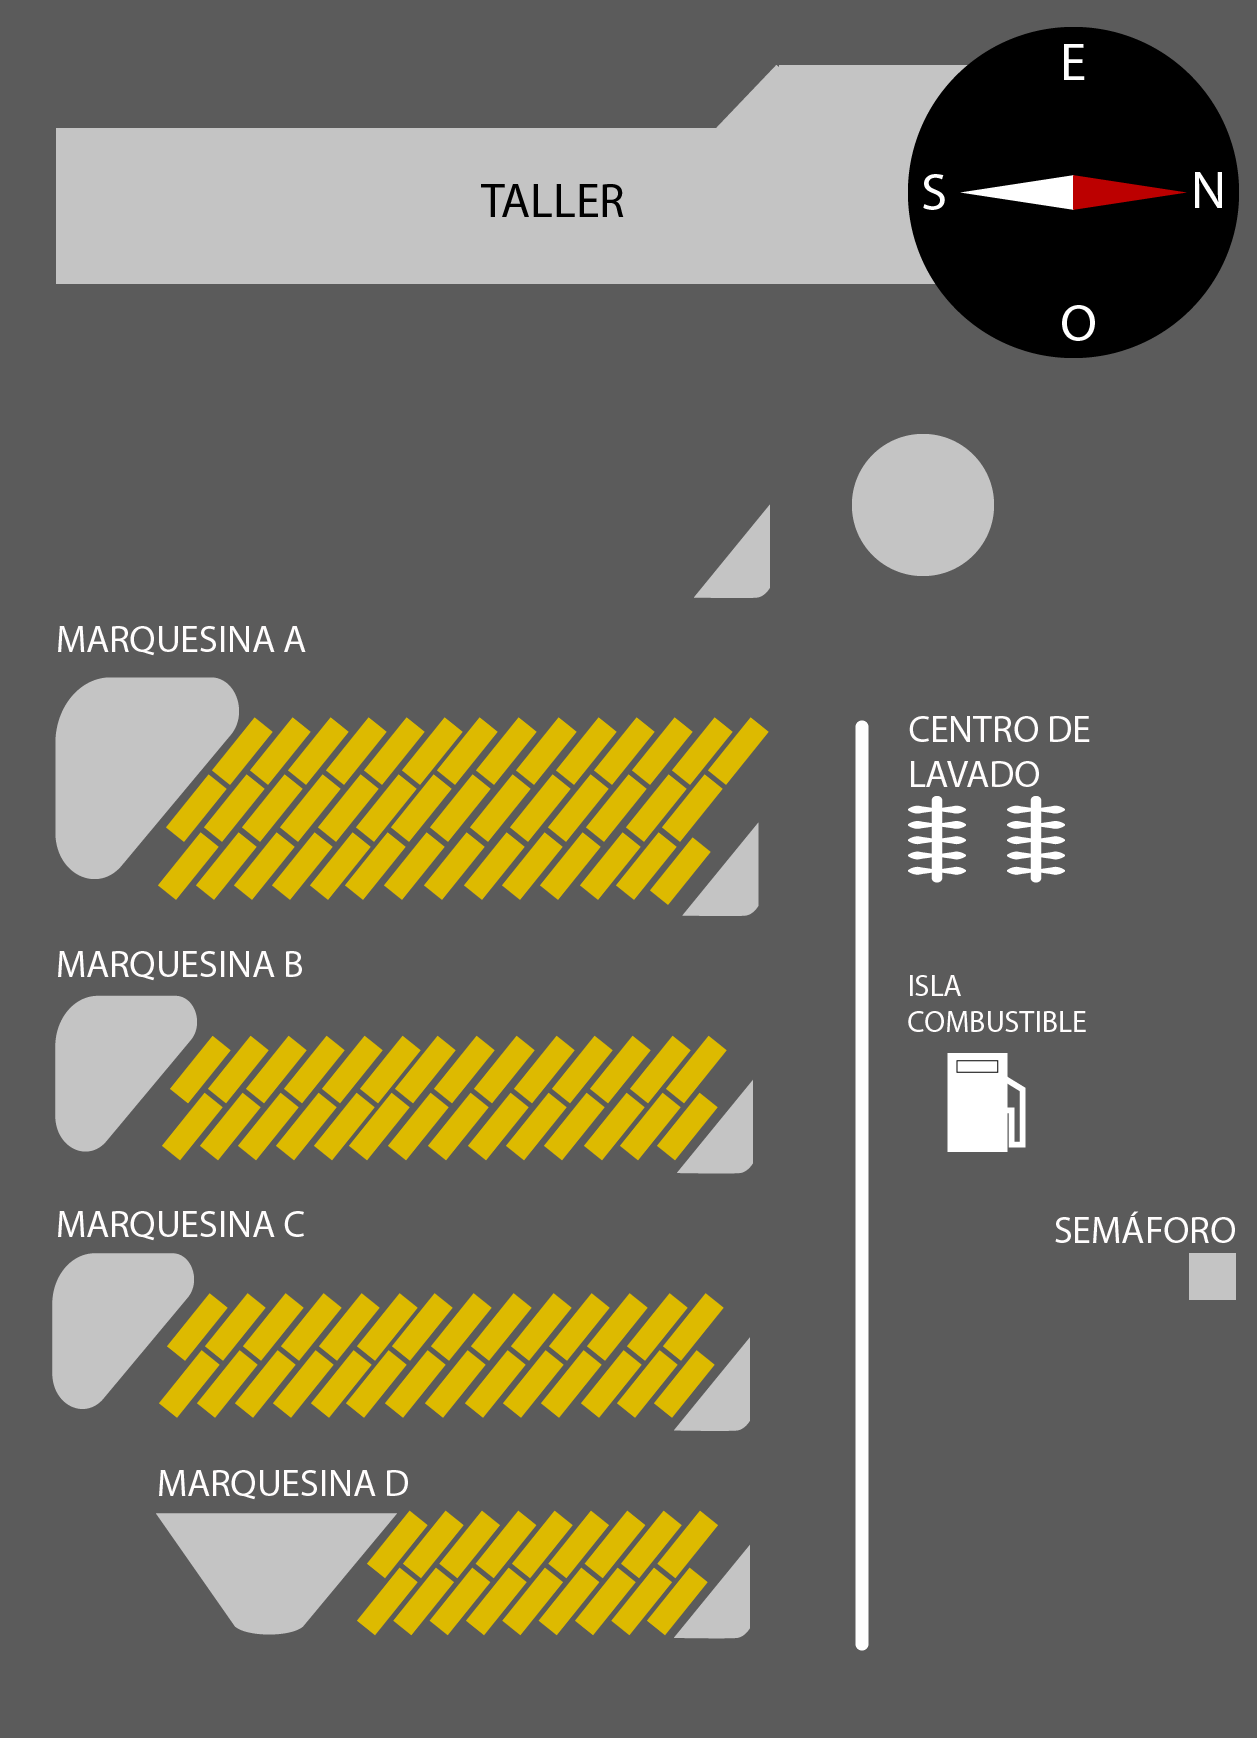 E
S
N
O
TALLER
MARQUESINA A
CENTRO DE
LAVADO
MARQUESINA B
ISLA
COMBUSTIBLE
MARQUESINA C
SEMÁFORO
MARQUESINA D